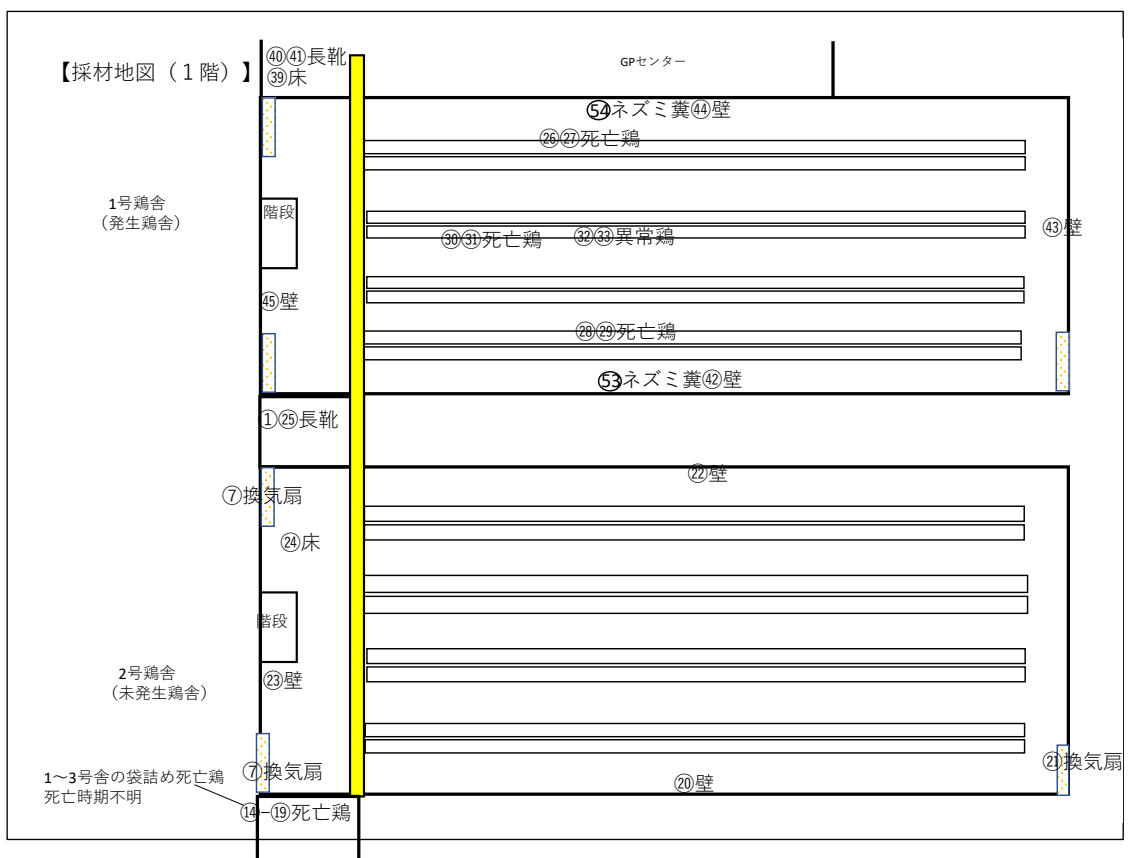 【採材地図（１階）】
㊵㊶長靴
㊴床
GPセンター
54ネズミ糞㊹壁
㉖㉗死亡鶏
1号鶏舎
（発生鶏舎）
階段
㉚㉛死亡鶏
㉜㉝異常鶏
㊸壁
㊺壁
㉘㉙死亡鶏
53ネズミ糞㊷壁
①㉕長靴
㉒壁
⑦換気扇
㉔床
階段
2号鶏舎
（未発生鶏舎）
㉓壁
⑦換気扇
㉑換気扇
1～3号舎の袋詰め死亡鶏
死亡時期不明
⑳壁
⑭−⑲死亡鶏